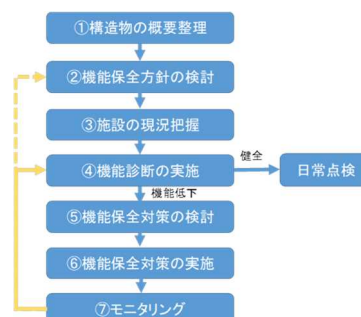 ①構造物の概要整理
②機能保全方針の検討
③施設の現況把握
④機能診断の実施
健全
日常点検
機能低下
⑤機能保全対策の検討
⑥機能保全対策の実施
⑦モニタリング